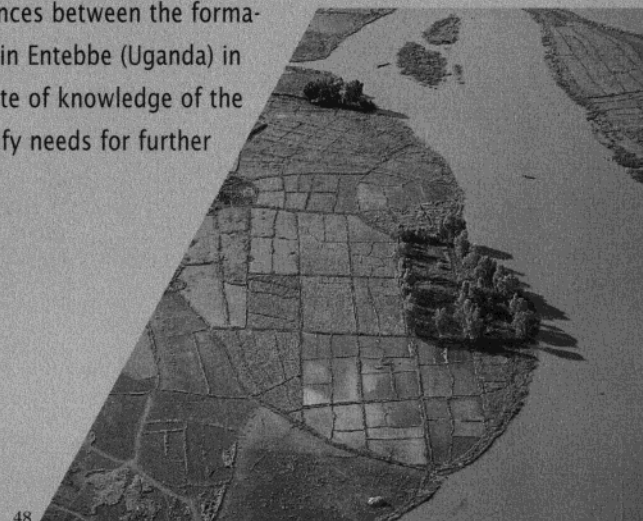 nces between the forma-
in Entebbe (Uganda) in
te of knowledge of the
fy needs for further
48